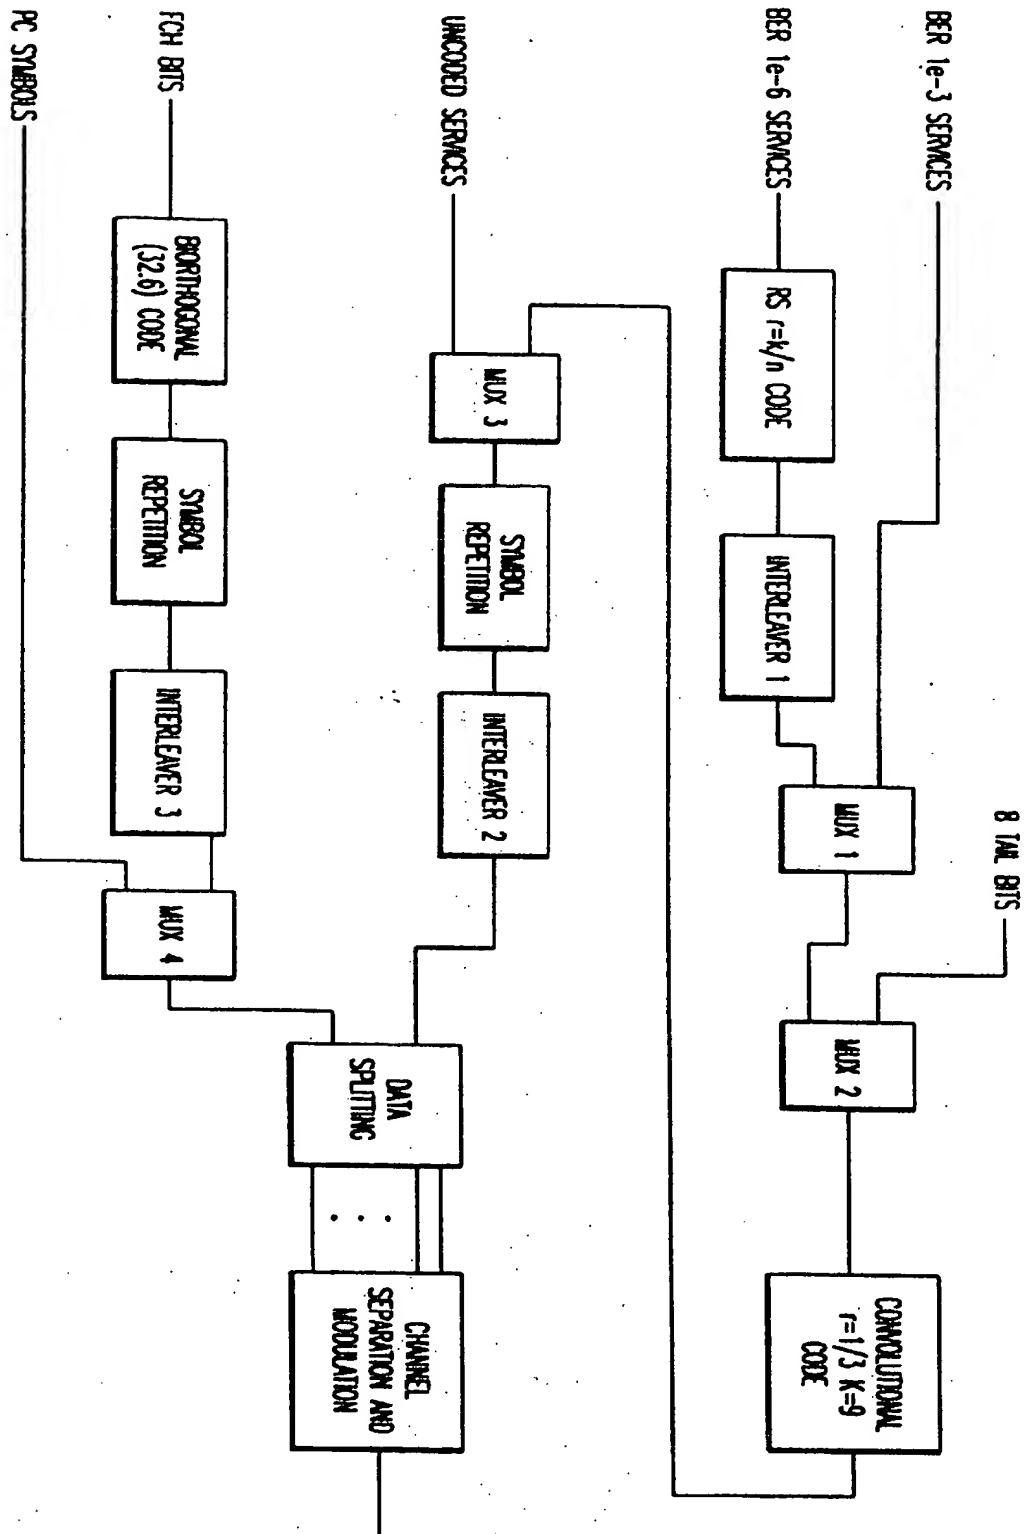 BER 1e-3 SERVICES
8 TAIL BITS
BER 1e-6 SERVICES
RS r=k/n CODE
INTERLEAVER 1
MUX 1
MUX 2
CONVOLUTIONAL
r=1/3 K=9
CODE
UNCODED SERVICES
MUX 3
SYMBOL
REPETITION
INTERLEAVER 2
DATA
SPLITTING
CHANNEL
SEPARATION AND
MODULATION
FCH BITS
BIORTHOGONAL
(32.6) CODE
SYMBOL
REPETITION
INTERLEAVER 3
MUX 4
PC SYMBOLS